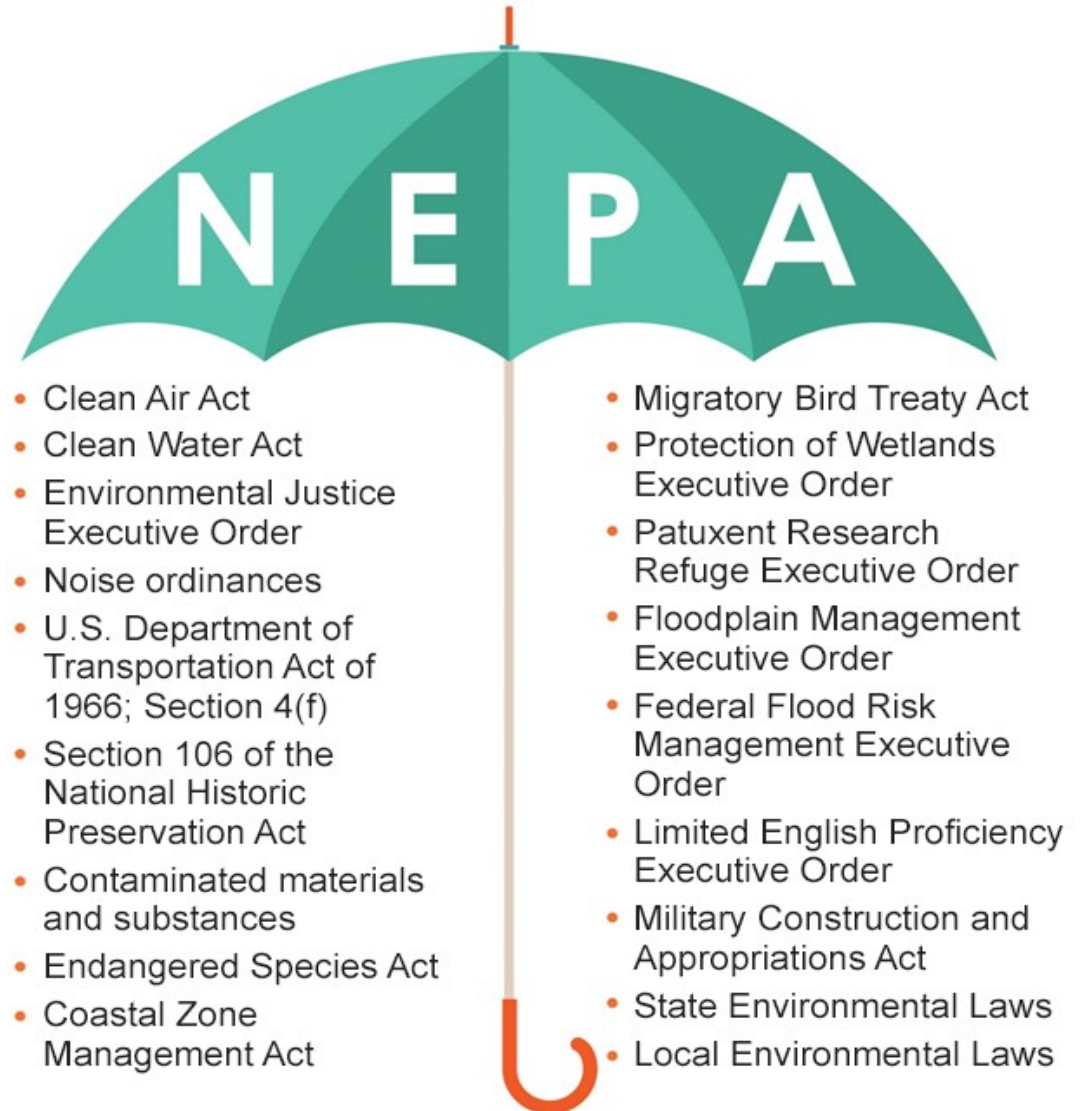 NEPA
• Clean Air Act
• Clean Water Act
• Environmental Justice
Executive Order
• Noise ordinances
• U.S. Department of
Transportation Act of
1966; Section 4(f)
• Section 106 of the
National Historic
Preservation Act
• Contaminated materials
and substances
• Endangered Species Act
• Coastal Zone
Management Act
• Migratory Bird Treaty Act
• Protection of Wetlands
Executive Order
• Patuxent Research
Refuge Executive Order
• Floodplain Management
Executive Order
• Federal Flood Risk
Management Executive
Order
• Limited English Proficiency
Executive Order
• Military Construction and
Appropriations Act
• State Environmental Laws
• Local Environmental Laws